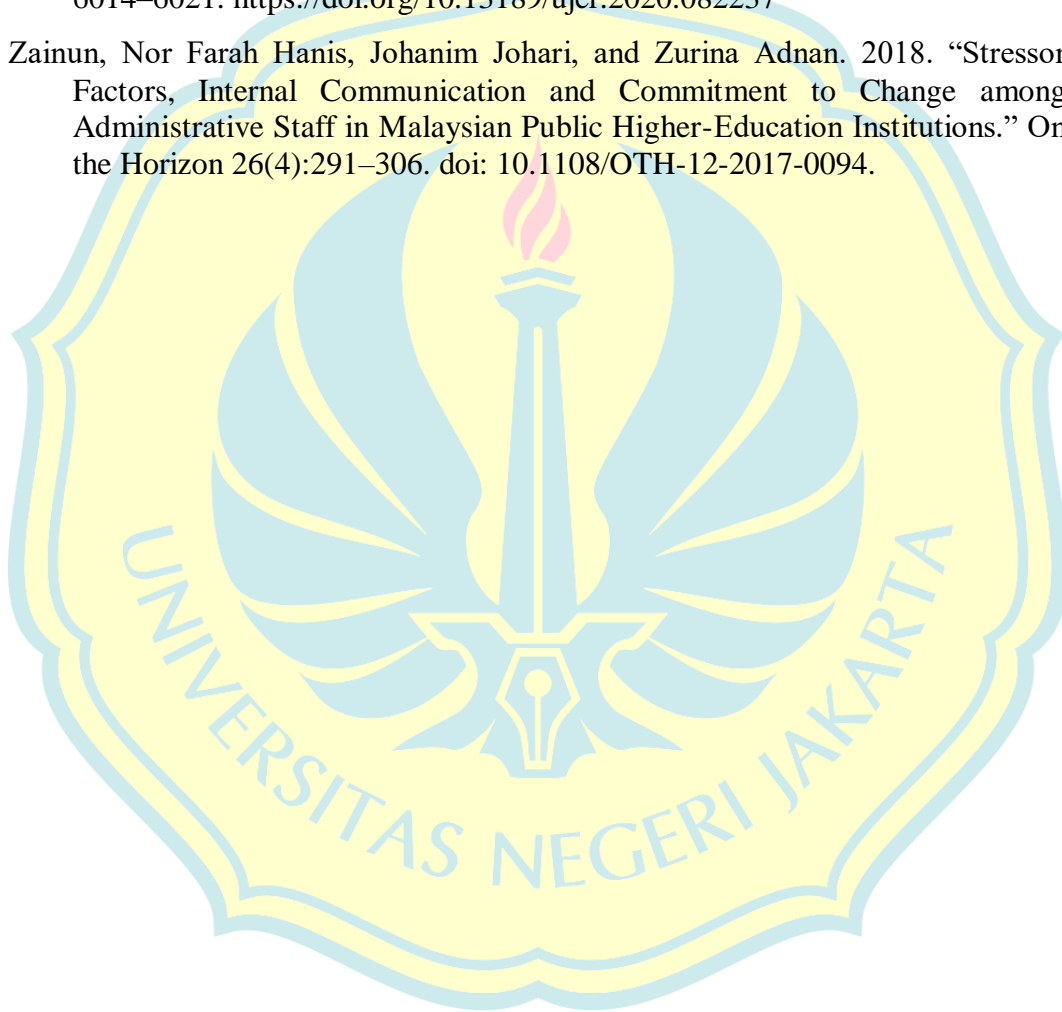 6014–6021. https://doi.org/10.13189/ujer.2020.082237
Zainun, Nor Farah Hanis, Johanim Johari, and Zurina Adnan. 2018. “Stressor
Factors, Internal Communication and Commitment to Change among
Administrative Staff in Malaysian Public Higher-Education Institutions.” On
the Horizon 26(4):291–306. doi: 10.1108/OTH-12-2017-0094.
UNIVERSITAS NEGERI JAKARTA